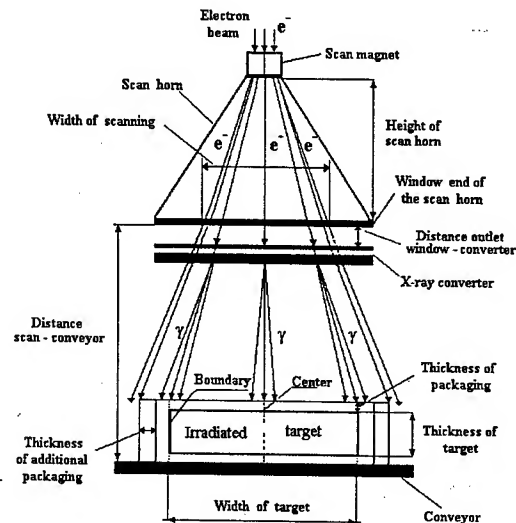 Electron
beam
e⁻
Scan magnet
Scan horn
Width of scanning
e⁻
e⁻
e⁻
Height of
scan horn
Window end of
the scan horn
Distance outlet
window - converter
X-ray converter
Distance
scan - conveyor
γ
γ
γ
Boundary
Center
Thickness of
packaging
Irradiated target
Thickness
of additional
packaging
Thickness of
target
Width of target
Conveyor